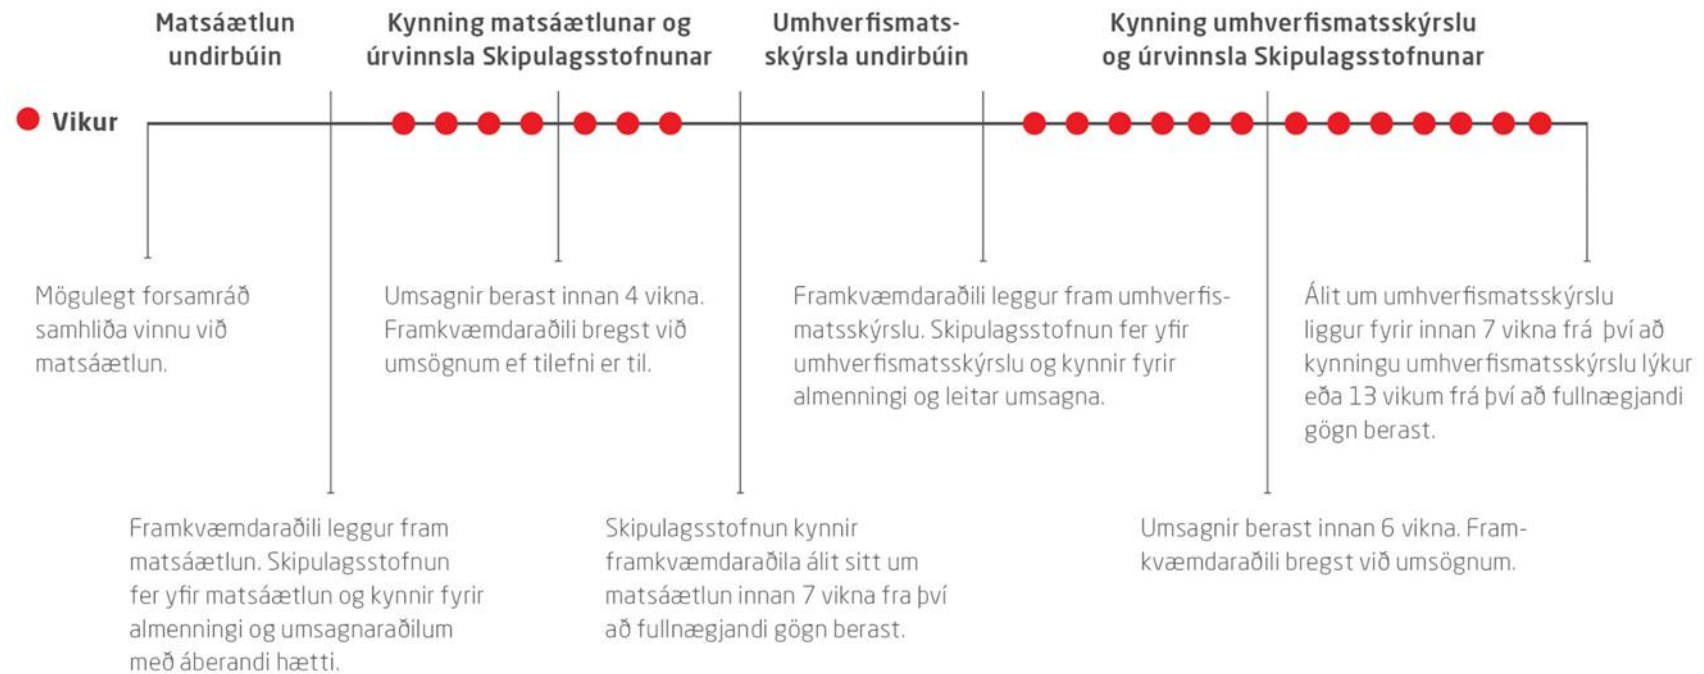 Matsáætlun
undirbúin
Kynning matsáætlunar og
úrvinnsla Skipulagsstofnunar
Umhverfismats-
skýrsla undirbúin
Kynning umhverfismatsskýrslu
og úrvinnsla Skipulagsstofnunar
Vikur
Mögulegt forsamráð
samhliða vinnu við
matsáætlun.
Umsagnir berast innan 4 vikna.
Framkvæmdaraðili bregst við
umsögnum ef tilefni er til.
Framkvæmdaraðili leggur fram umhverfis-
matsskýrslu. Skipulagsstofnun fer yfir
umhverfismatsskýrslu og kynnir fyrir
almenningi og leitar umsagna.
Álit um umhverfismatsskýrslu
liggur fyrir innan 7 vikna frá því að
kynningu umhverfismatsskýrslu lýkur
eða 13 vikum frá því að fullnægjandi
gögn berast.
Framkvæmdaraðili leggur fram
matsáætlun. Skipulagsstofnun
fer yfir matsáætlun og kynnir fyrir
almenningi og umsagnaraðilum
með áberandi hætti.
Skipulagsstofnun kynnir
framkvæmdaraðila álit sitt um
matsáætlun innan 7 vikna fra því
að fullnægjandi gögn berast.
Umsagnir berast innan 6 vikna. Fram-
kvæmdaraðili bregst við umsögnum.